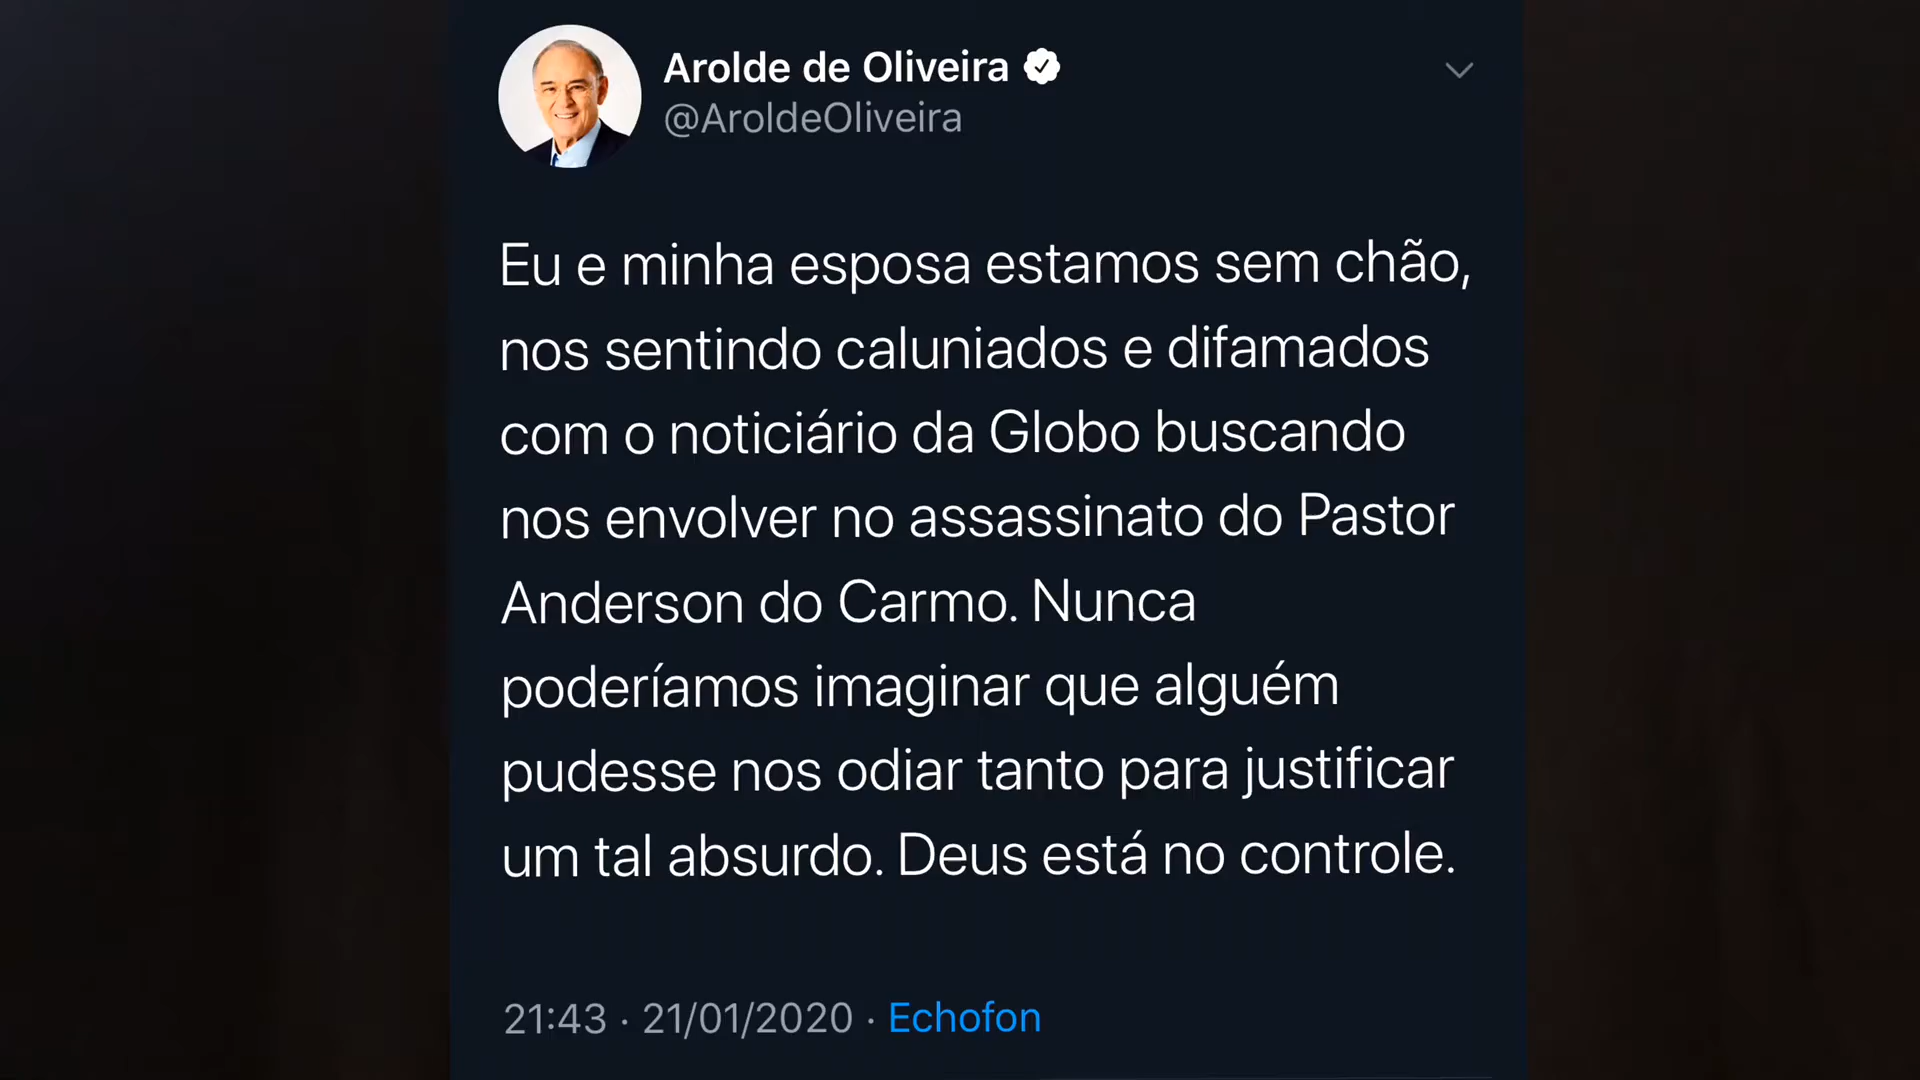 Arolde de Oliveira
@AroldeOliveira
Eu e minha esposa estamos sem chão,
nos sentindo caluniados e difamados
com o noticiário da Globo buscando
nos envolver no assassinato do Pastor
Anderson do Carmo. Nunca
poderíamos imaginar que alguém
pudesse nos odiar tanto para justificar
um tal absurdo. Deus está no controle.
21:43 · 21/01/2020 · Echofon